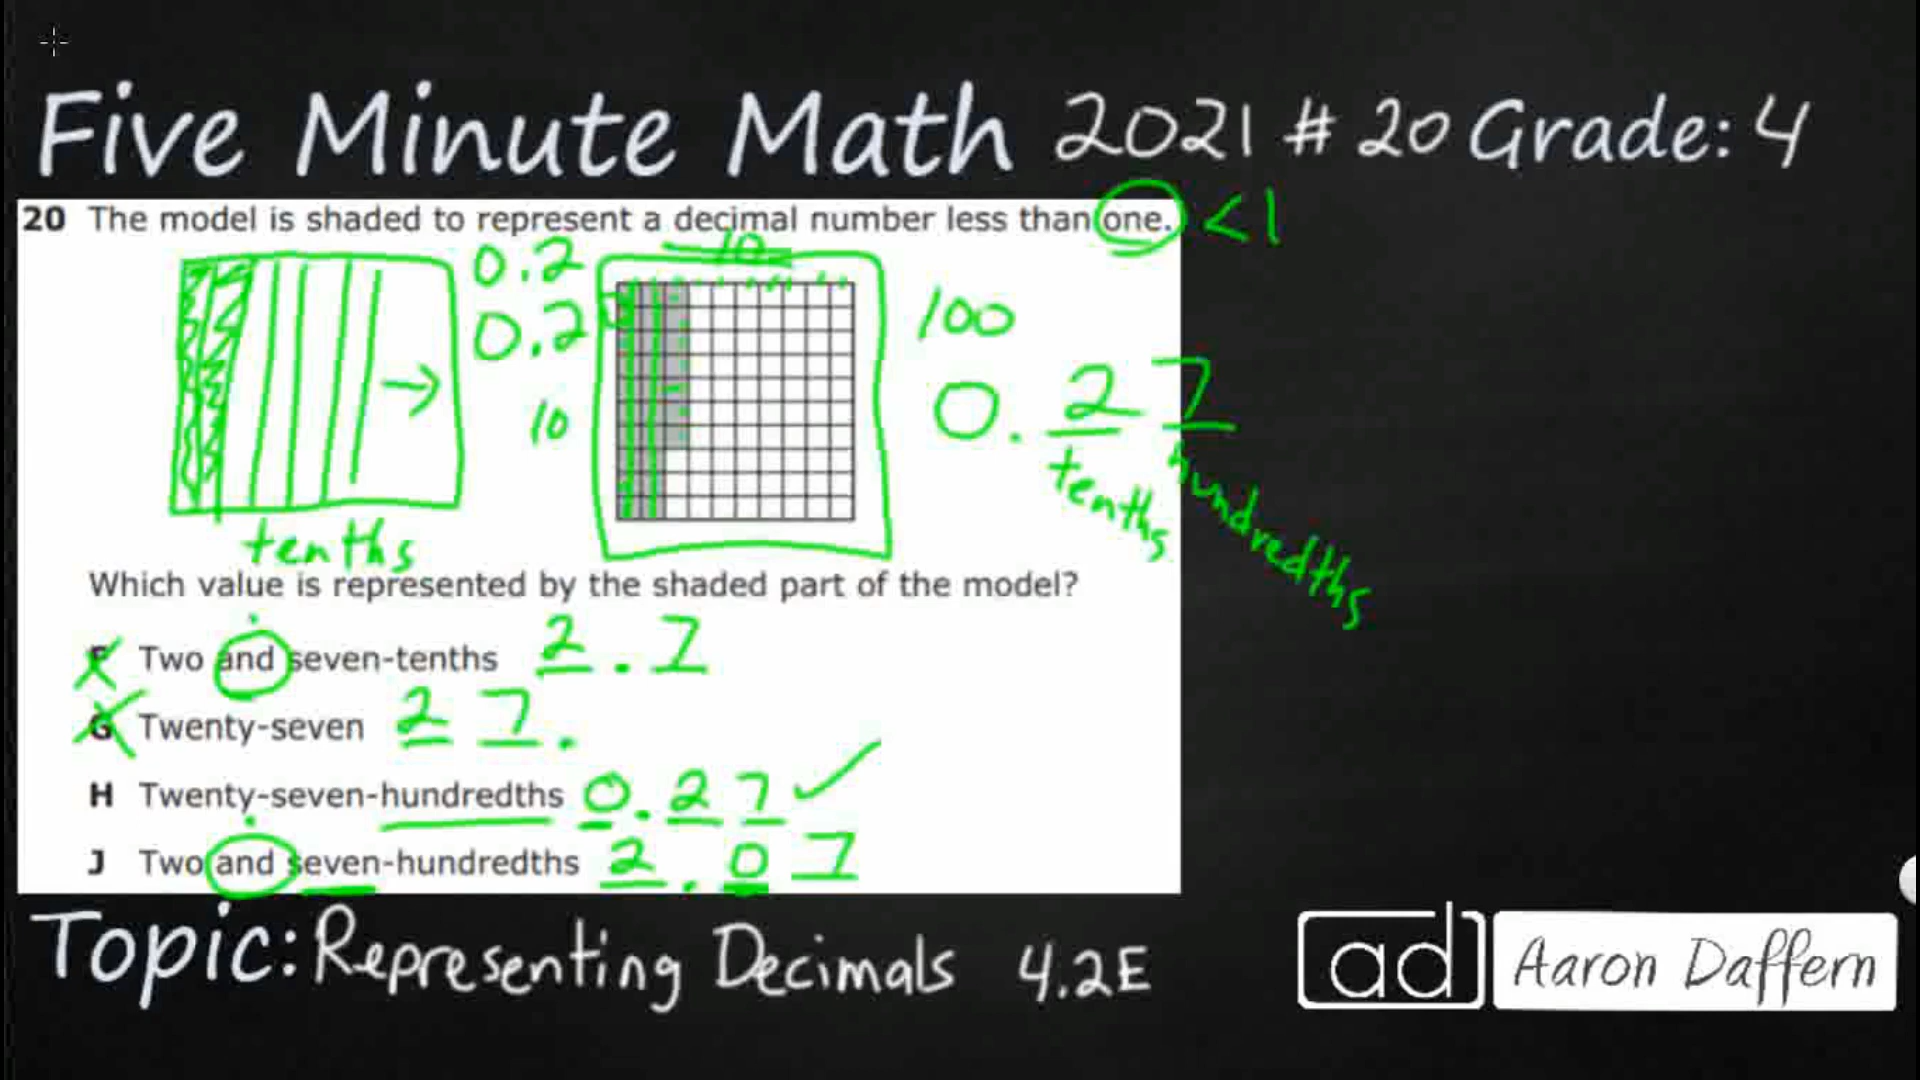 Five Minute Math 2021 # 20 Grade: 4
20 The model is shaded to represent a decimal number less than one. < 1
0.2
10
0.2
100
10
0.27
tenths
hundredths
tenths
Which value is represented by the shaded part of the model?
F Two and seven-tenths 2.7
G Twenty-seven 27.
H Twenty-seven-hundredths 0.27
J Two and seven-hundredths 2.07
Topic: Representing Decimals 4.2E
ad Aaron Daffern